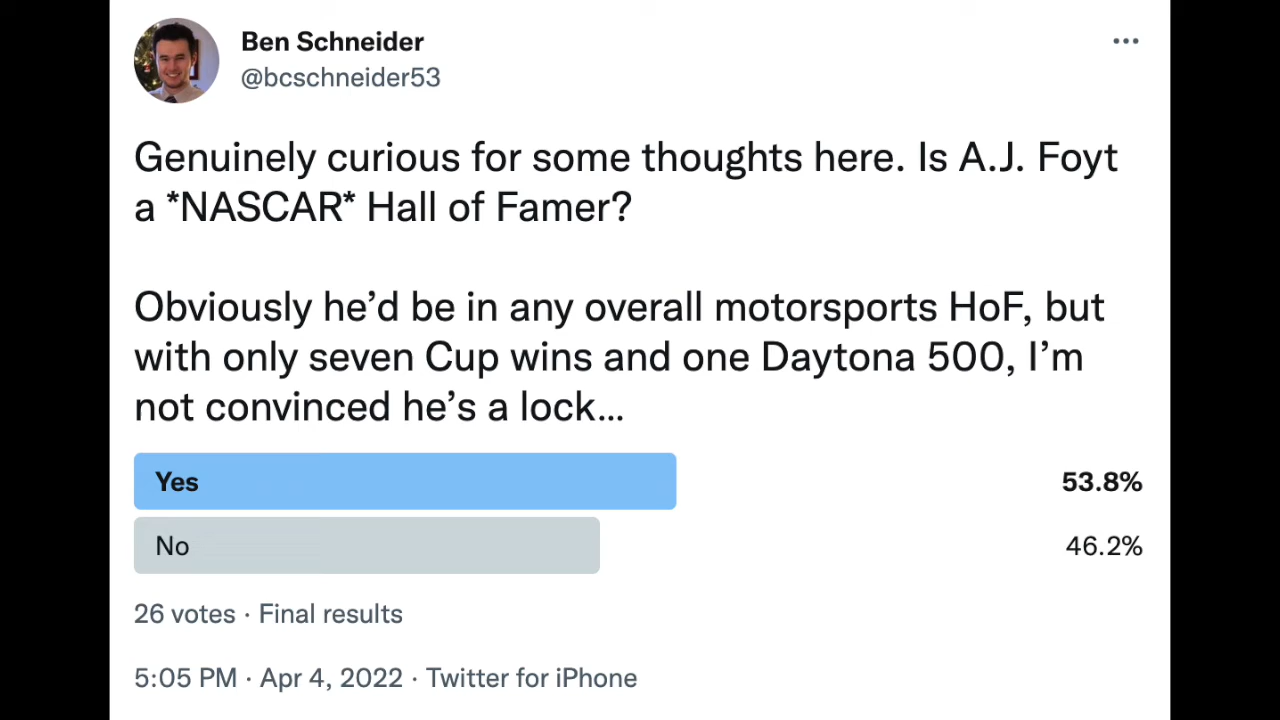 Ben Schneider
@bcschneider53
Genuinely curious for some thoughts here. Is A.J. Foyt
a *NASCAR* Hall of Famer?
Obviously he’d be in any overall motorsports HoF, but
with only seven Cup wins and one Daytona 500, I’m
not convinced he’s a lock...
Yes 53.8%
No 46.2%
26 votes · Final results
5:05 PM · Apr 4, 2022 · Twitter for iPhone